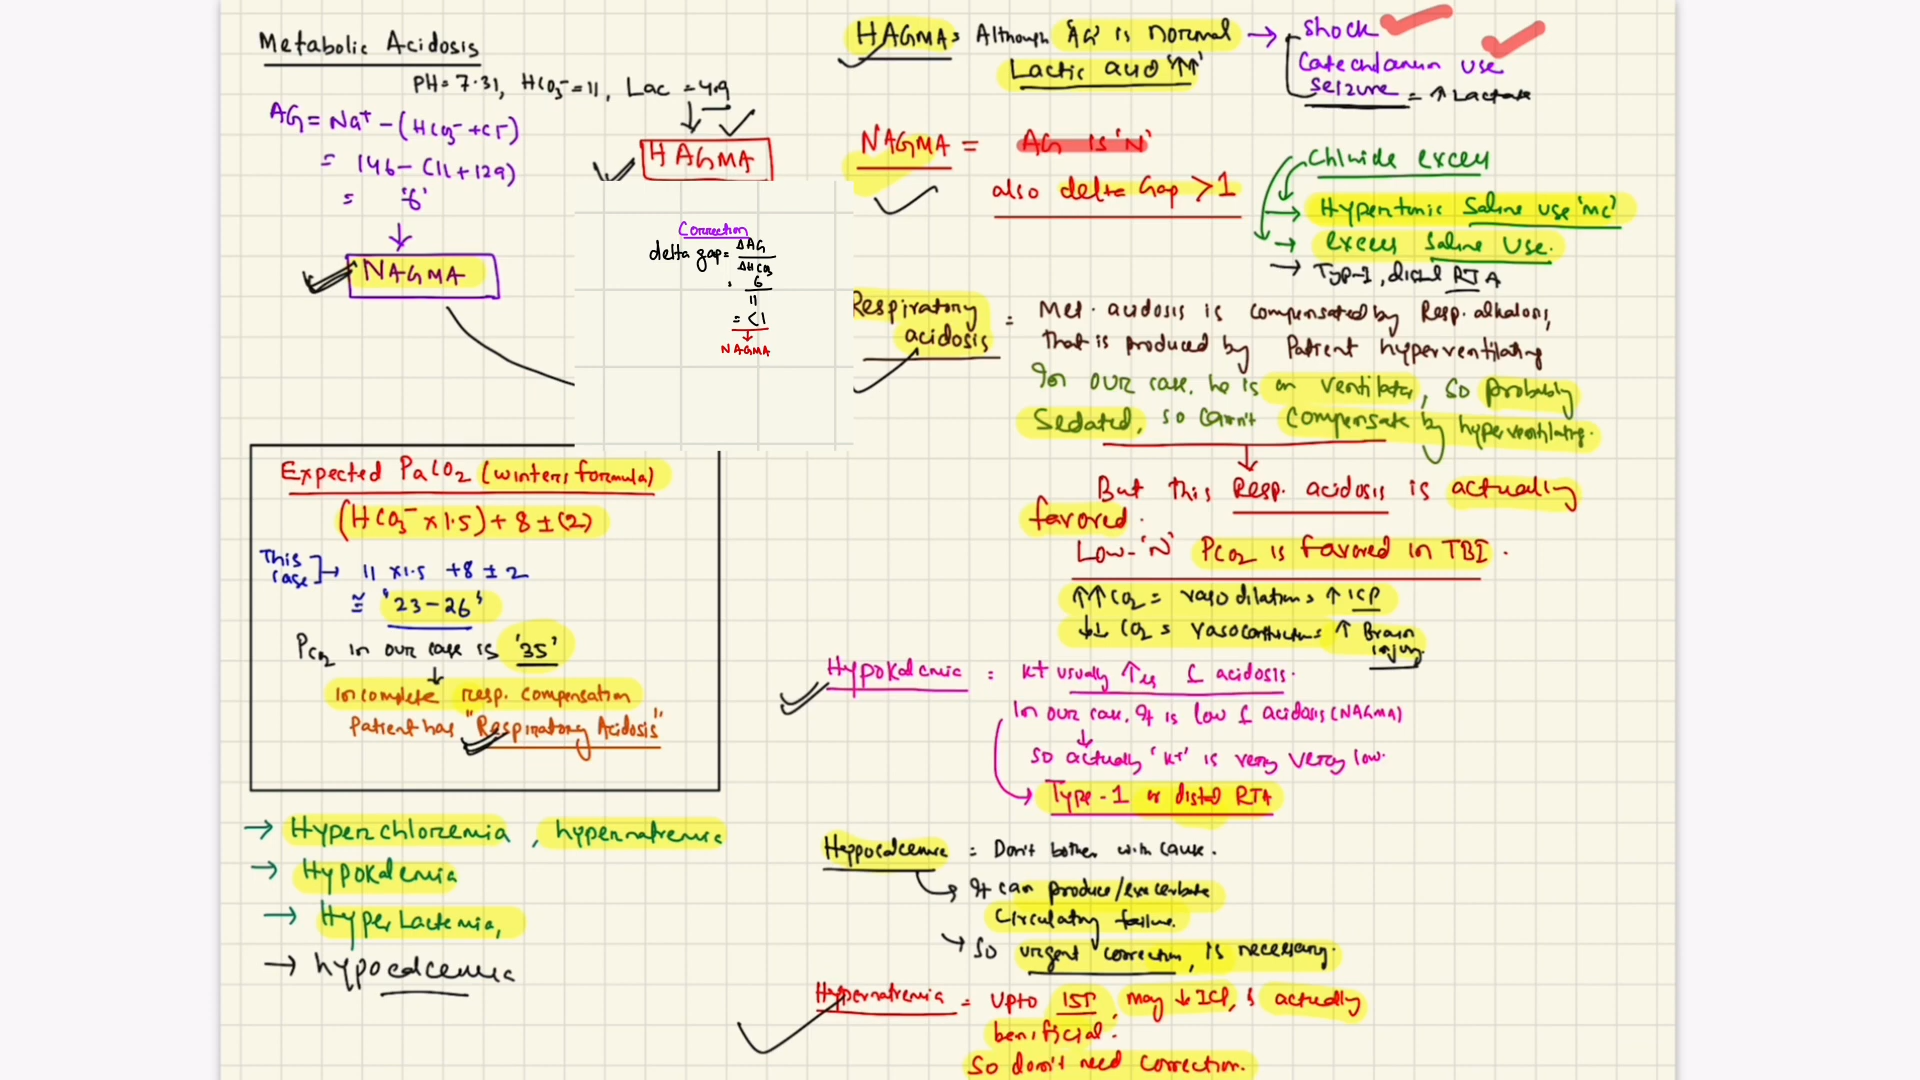 Metabolic Acidosis
PH = 7.31, HCO3- = 11, Lac = 4.9
AG = Na+ - (HCO3- + Cl-)
= 146 - (11 + 129)
= '6'
NAGMA
HAGMA
Correction
delta gap = ΔAG
ΔHCO3
= 6
11
= <1
NAGMA
Expected PaCO2 (winters formula)
(HCO3- x 1.5) + 8 ± (2)
This case → 11 x 1.5 + 8 ± 2
≅ '23 - 26'
PCO2 in our case is '35'
↓
incomplete resp. compensation
Patient has "Respiratory Acidosis"
→ Hyperchloremia, hypernatremia
→ Hypokalemia
→ Hyperlactemia,
→ hypocalcemia
HAGMA = Although 'AG' is normal →
Lactic acid '↑↑'
Shock
Catecholamin use
Seizure = ↑ Lactate
NAGMA = AG is 'N'
also delta Gap > 1
Chloride excess
→ Hypertonic Saline use 'mc'
→ excess Saline Use.
→ Typ-1, distal RTA
Respiratory acidosis = Met. acidosis is compensated by Resp. alkalosis,
that is produced by Patient hyperventilating
In our case, he is on ventilator, so probably
Sedated, so can't compensate by hyperventilating.
↓
But this Resp. acidosis is actually
favored.
Low-'N' PCO2 is favored in TBI.
↑↑ CO2 = vasodilations ↑ ICP
↓↓ CO2 = vasoconstrictions ↑ Brain
injury.
Hypokalemic = K+ usually ↑es c acidosis.
In our case, It is low c acidosis (NAGMA)
↓
So actually 'K+' is very very low.
→ Type-1 or distal RTA
Hypocalcemia = Don't bother with cause.
→ It can produce/exacerbate
Circulatory failure.
→ So urgent correction, is necessary.
Hypernatremia = Upto 155, may ↓ ICP, & actually
beneficial.
So don't need correction.